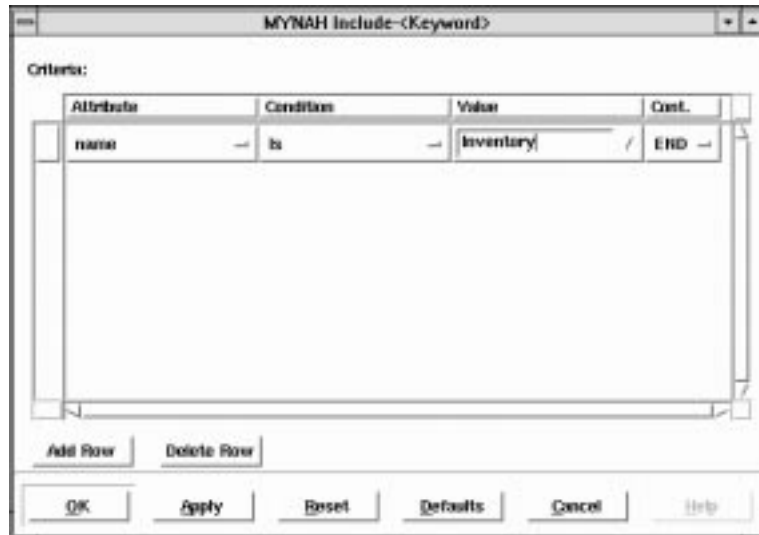 MYNAH Include-<Keyword>
Criteria:
Attribute Condition Value Cont.
name Is Inventory END
Add Row Delete Row
OK Apply Reset Defaults Cancel Help